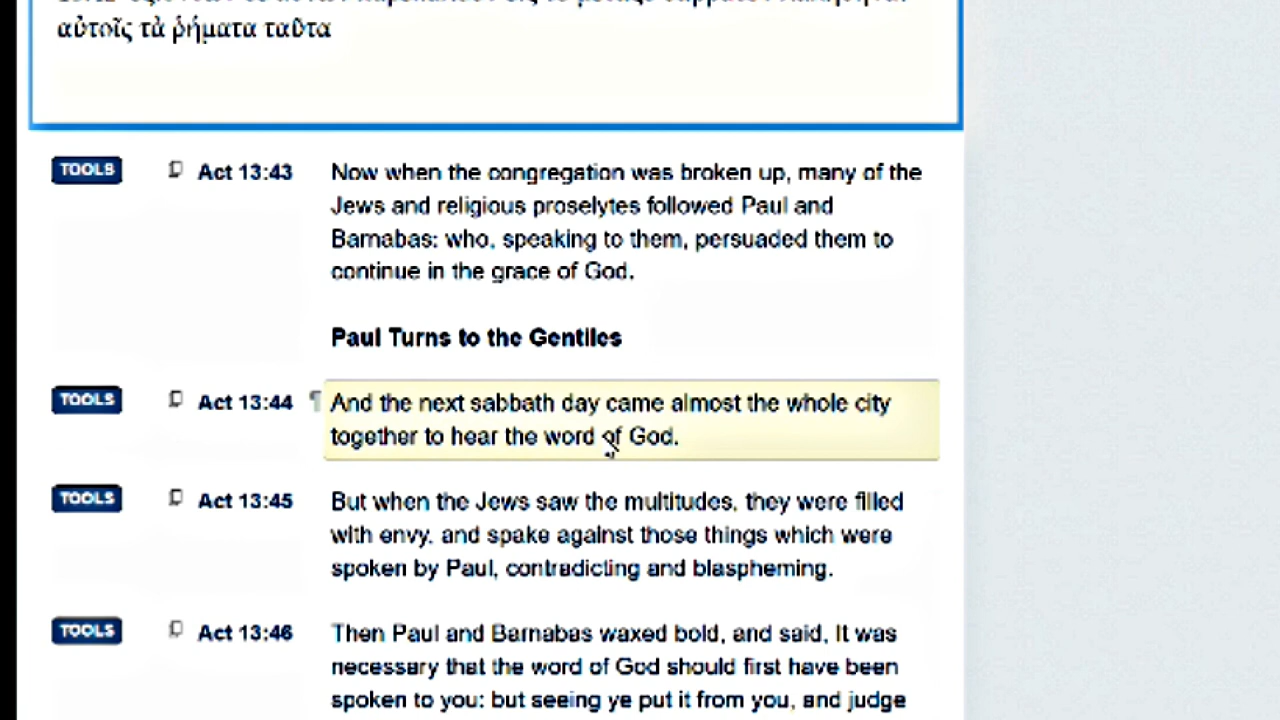 αὐτοῖς τὰ ῥήματα ταῦτα
TOOLS Act 13:43 Now when the congregation was broken up, many of the
Jews and religious proselytes followed Paul and
Barnabas: who, speaking to them, persuaded them to
continue in the grace of God.
Paul Turns to the Gentiles
TOOLS Act 13:44 ¶ And the next sabbath day came almost the whole city
together to hear the word of God.
TOOLS Act 13:45 But when the Jews saw the multitudes, they were filled
with envy, and spake against those things which were
spoken by Paul, contradicting and blaspheming.
TOOLS Act 13:46 Then Paul and Barnabas waxed bold, and said, It was
necessary that the word of God should first have been
spoken to you: but seeing ye put it from you, and judge